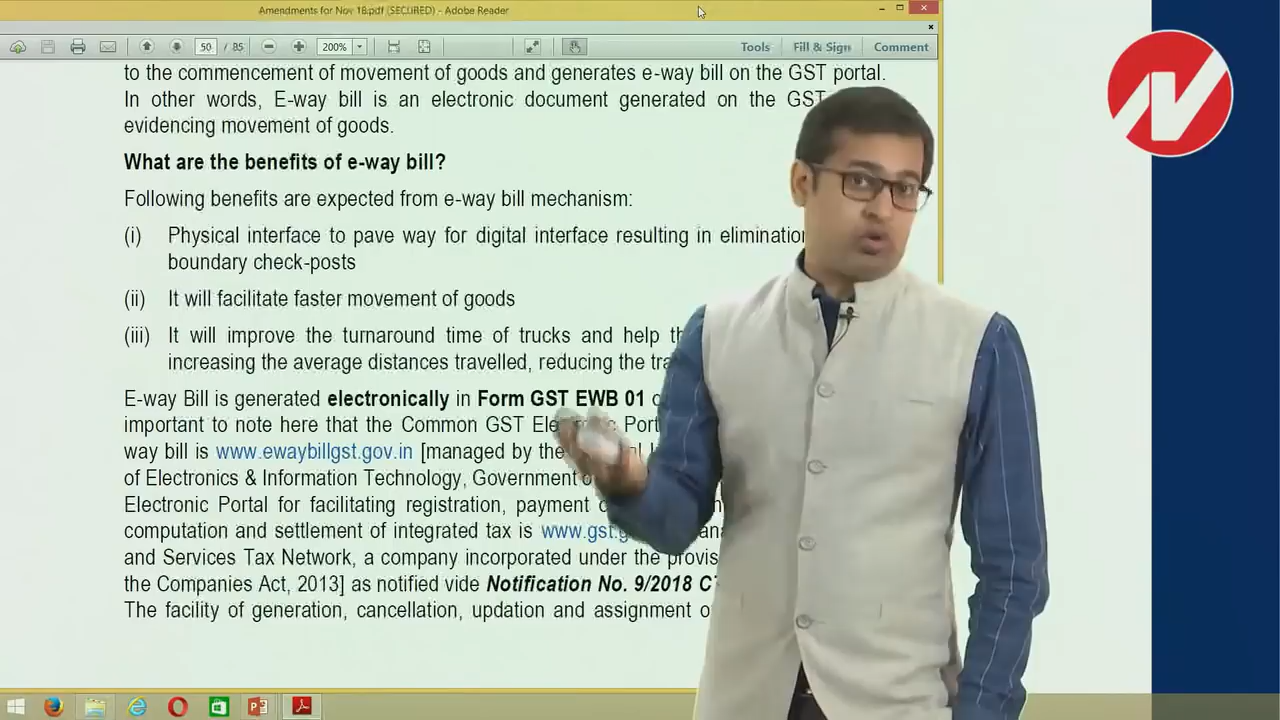 Amendments for Nov 18.pdf (SECURED) - Adobe Reader
50 / 85
200%
Tools
Fill & Sign
Comment
to the commencement of movement of goods and generates e-way bill on the GST portal.
In other words, E-way bill is an electronic document generated on the GST
evidencing movement of goods.
What are the benefits of e-way bill?
Following benefits are expected from e-way bill mechanism:
(i) Physical interface to pave way for digital interface resulting in
boundary check-posts
(ii) It will facilitate faster movement of goods
(iii) It will improve the turnaround time of trucks and help
increasing the average distances travelled, reducing the
E-way Bill is generated electronically in Form GST EWB 01
important to note here that the Common GST
way bill is www.ewaybillgst.gov.in [managed by the
of Electronics & Information Technology, Government
Electronic Portal for facilitating registration, payment
computation and settlement of integrated tax is www.gst.
and Services Tax Network, a company incorporated under the
the Companies Act, 2013] as notified vide Notification No. 9/2018
The facility of generation, cancellation, updation and assignment